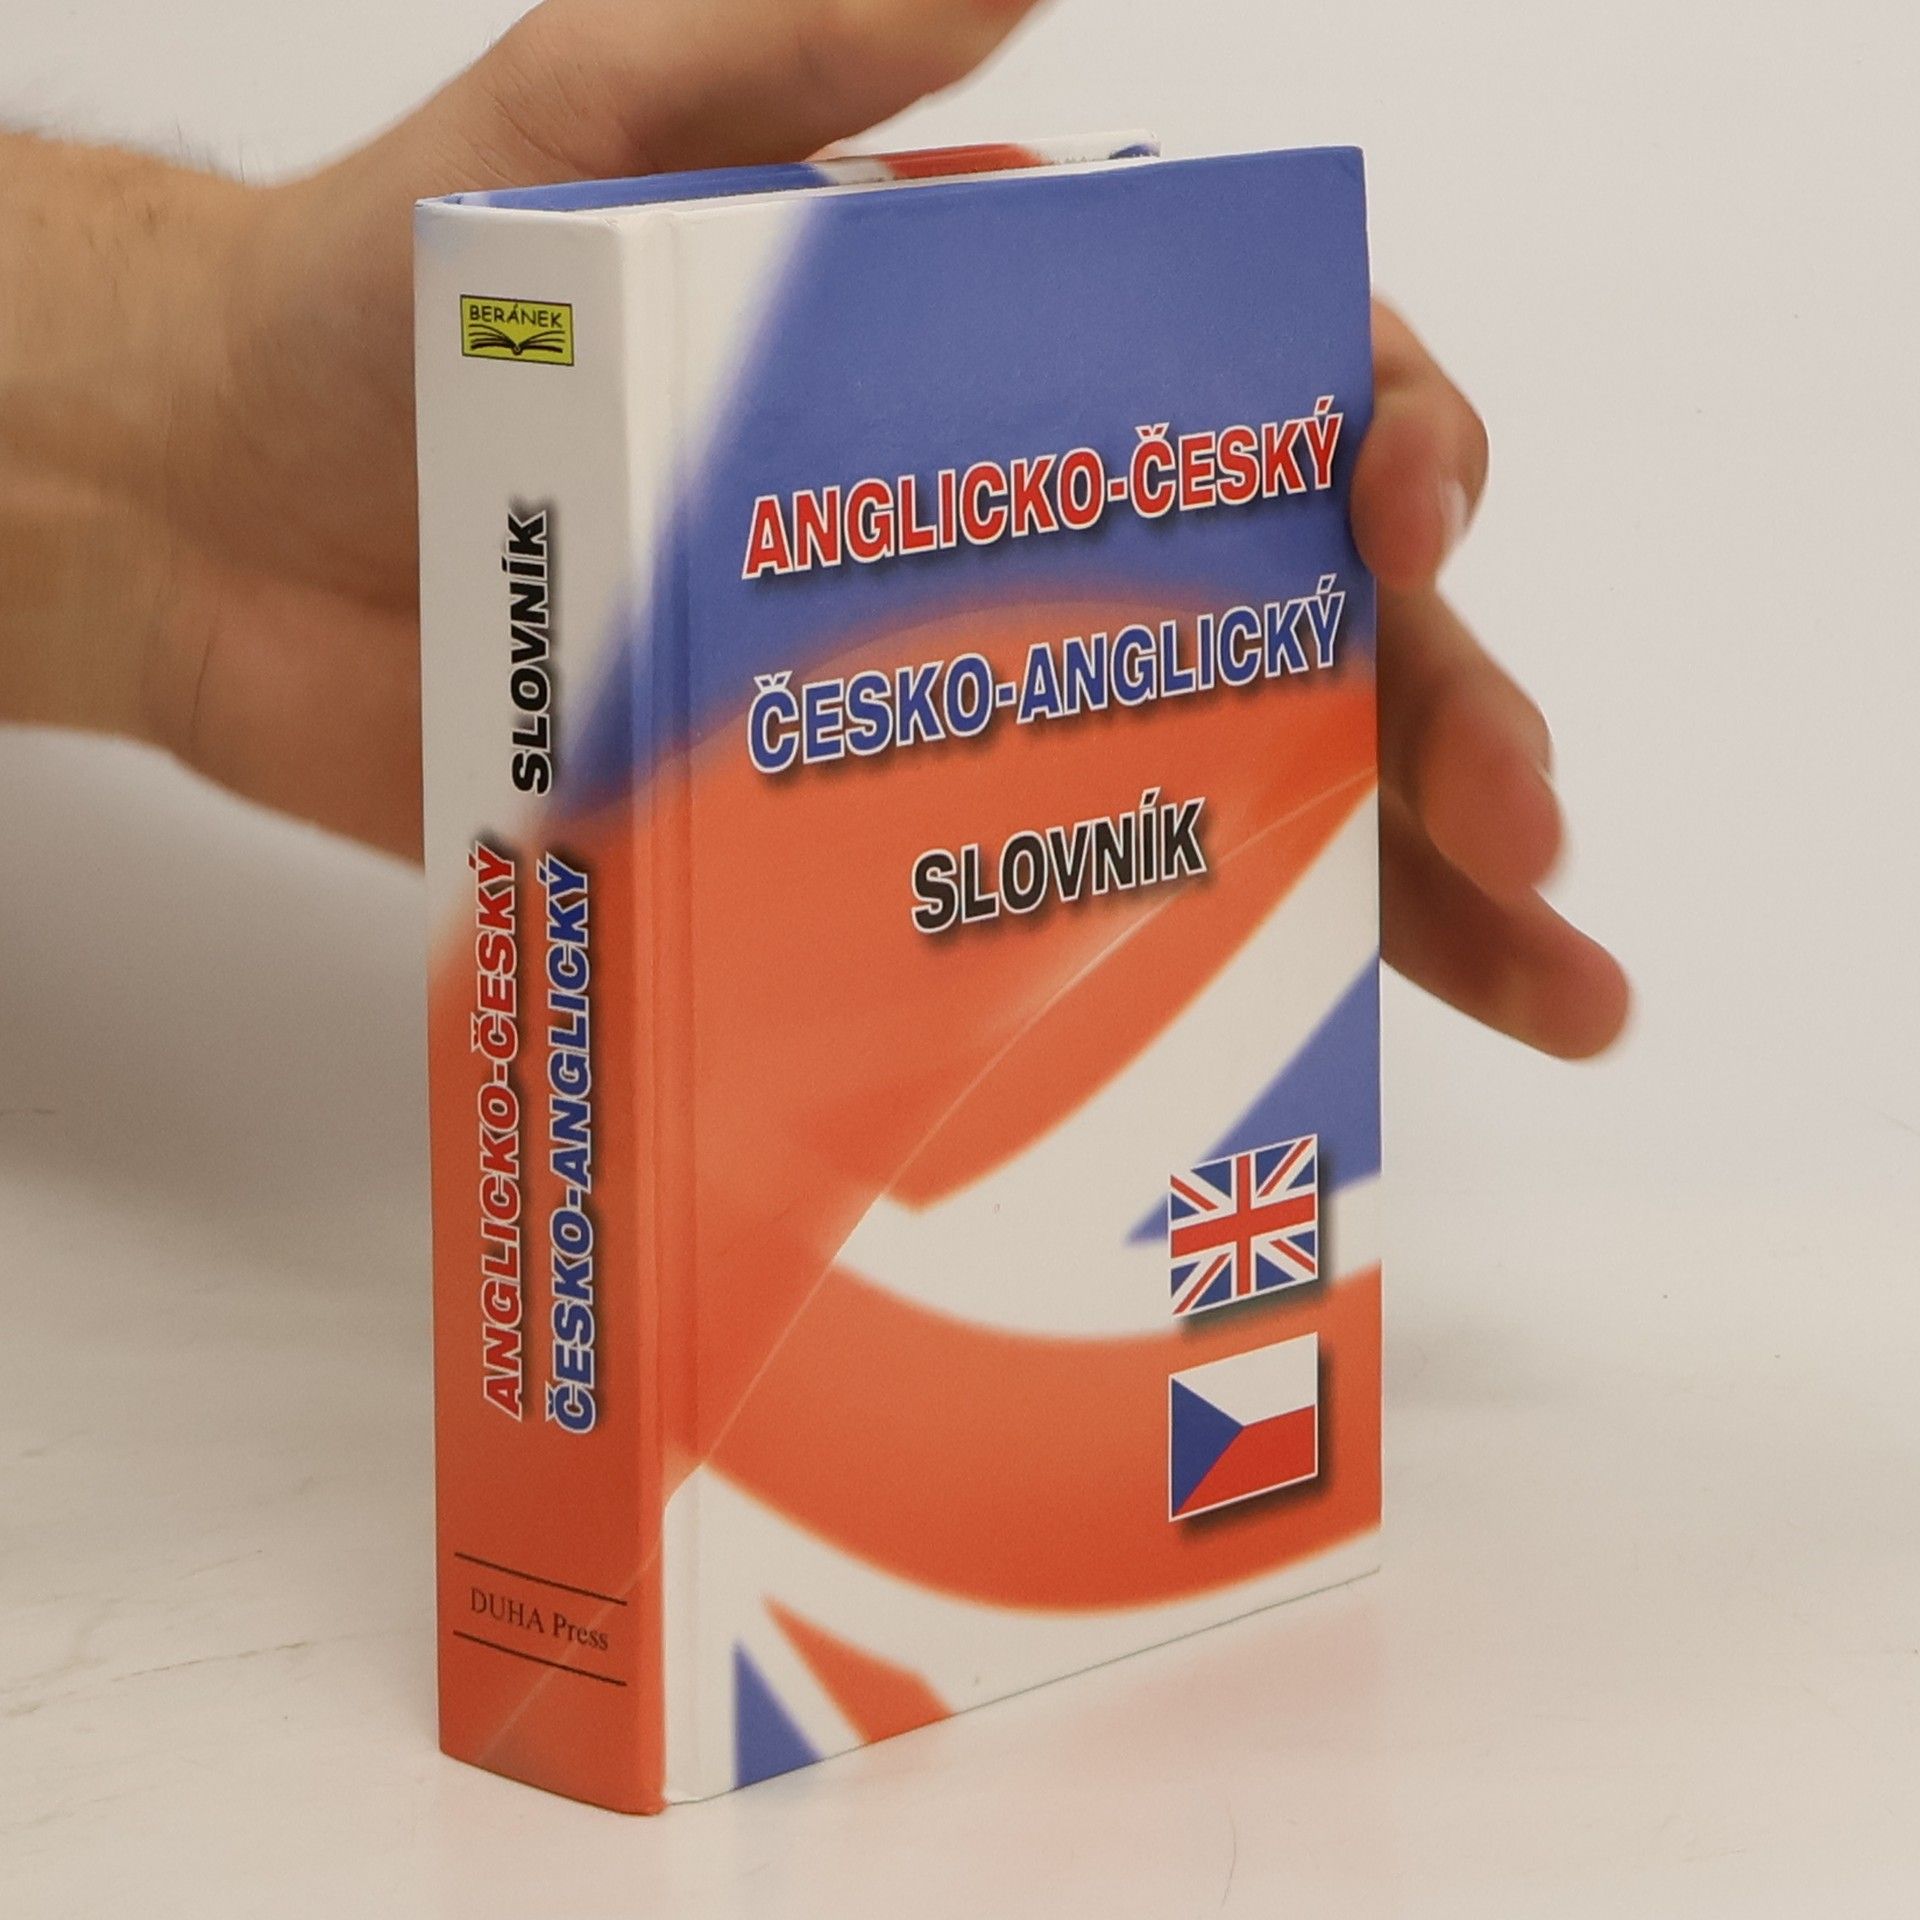 BERÁNEK
ANGLICKO-ČESKÝ
ČESKO-ANGLICKÝ
SLOVNÍK
DUHA Press
ANGLICKO-ČESKÝ
ČESKO-ANGLICKÝ
SLOVNÍK